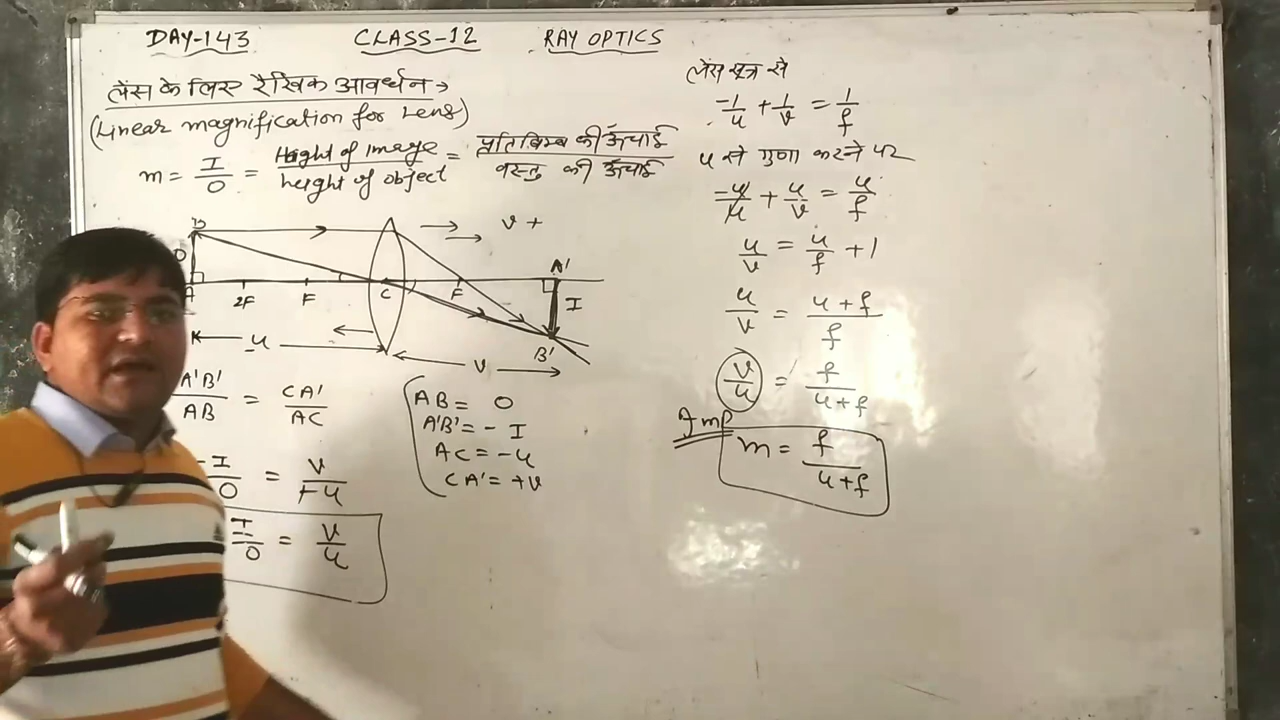 DAY-143 CLASS-12 RAY OPTICS
लेंस के लिए रैखिक आवर्धन →
(Linear magnification for Lens)
m = I/O = Height of image/height of object = प्रतिबिम्ब की ऊँचाई/वस्तु की ऊँचाई
B v +
O A'
A 2F F C F I
u B'
v
A'B'/AB = CA'/AC
-I/O = v/-u
I/O = v/u
AB = O
A'B' = - I
AC = -u
CA' = +v
लेंस सूत्र से
-1/u + 1/v = 1/f
u से गुणा करने पर
-u/u + u/v = u/f
u/v = u/f + 1
u/v = u+f/f
v/u = f/u+f
Imp
m = f/u+f